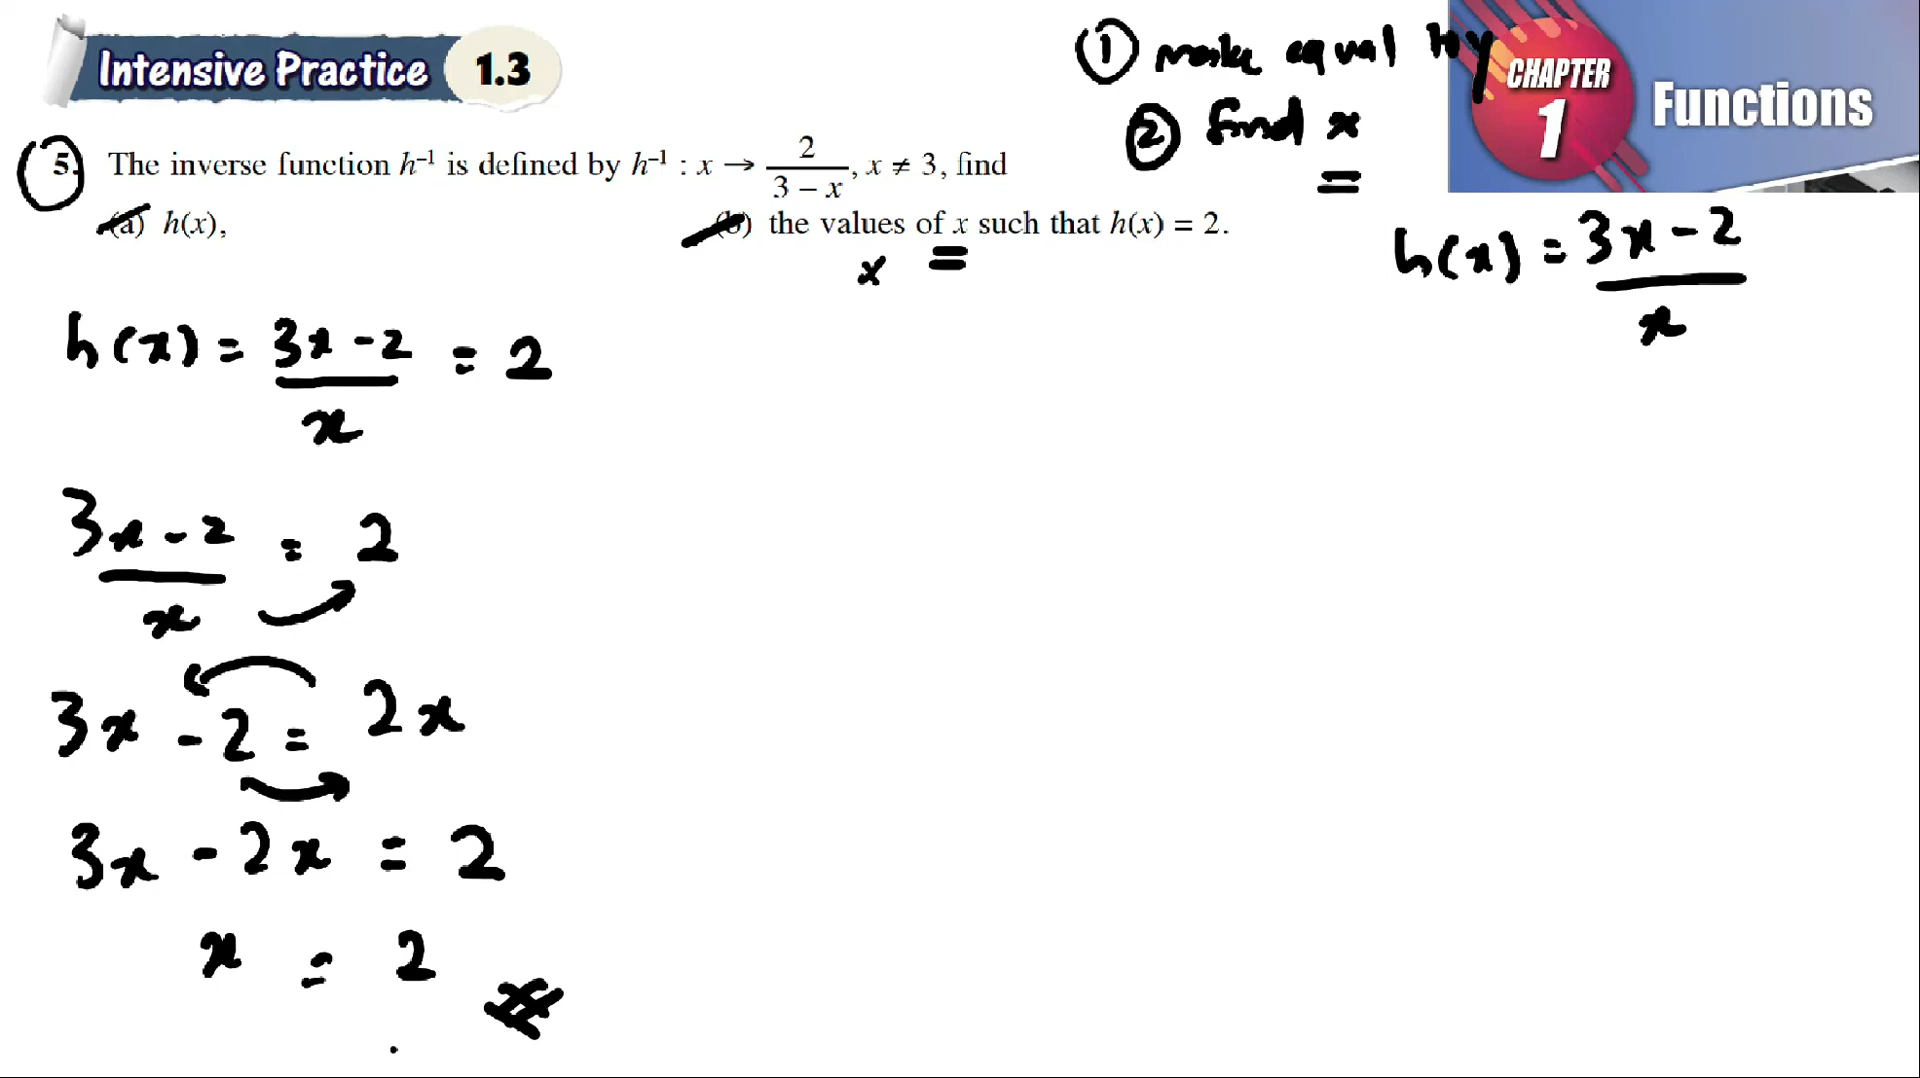 Intensive Practice 1.3
① make equal to y
CHAPTER 1
Functions
② find x =
5. The inverse function h⁻¹ is defined by h⁻¹ : x → 2/(3 − x), x ≠ 3, find
(a) h(x),
(b) the values of x such that h(x) = 2.
x =
h(x) = (3x - 2)/x
h(x) = (3x - 2)/x = 2
(3x - 2)/x = 2
3x - 2 = 2x
3x - 2x = 2
x = 2